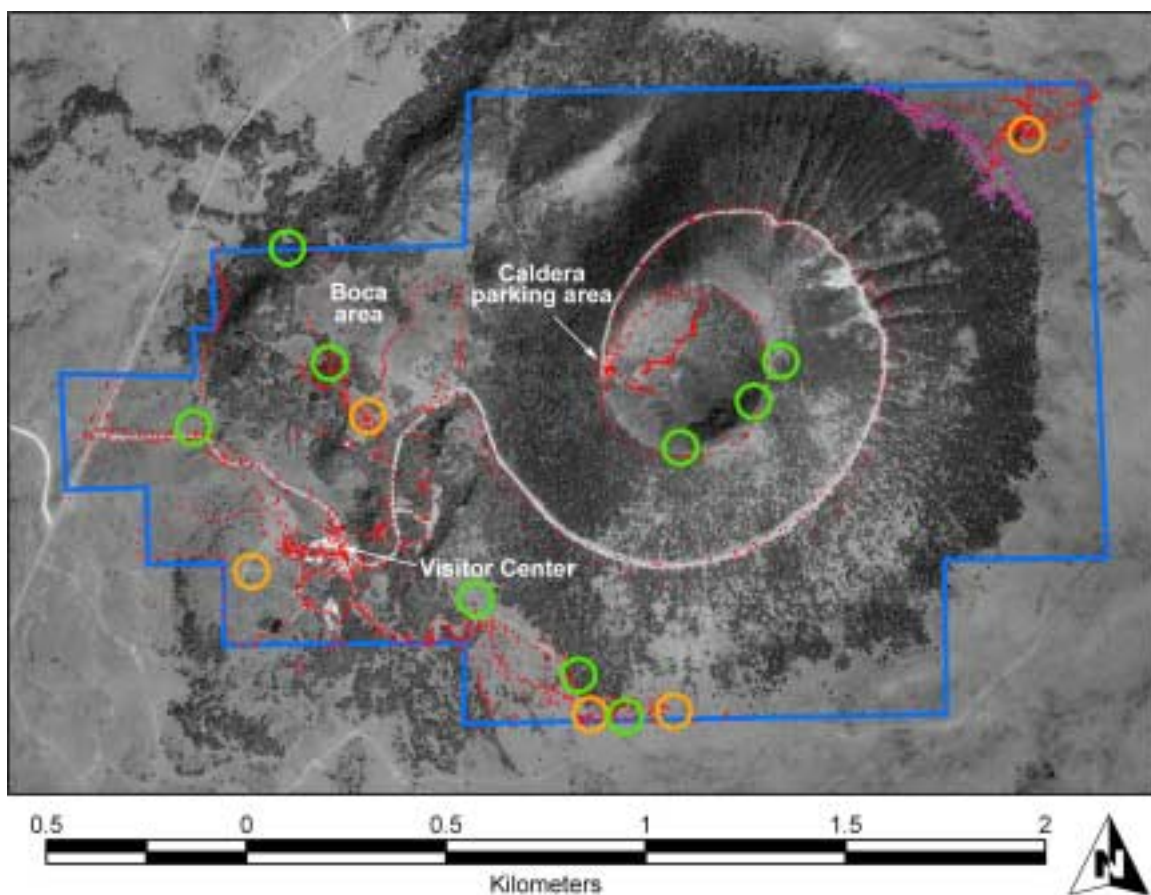 Caldera
parking area
Boca
area
Visitor Center
0.5 0 0.5 1 1.5 2
Kilometers
N